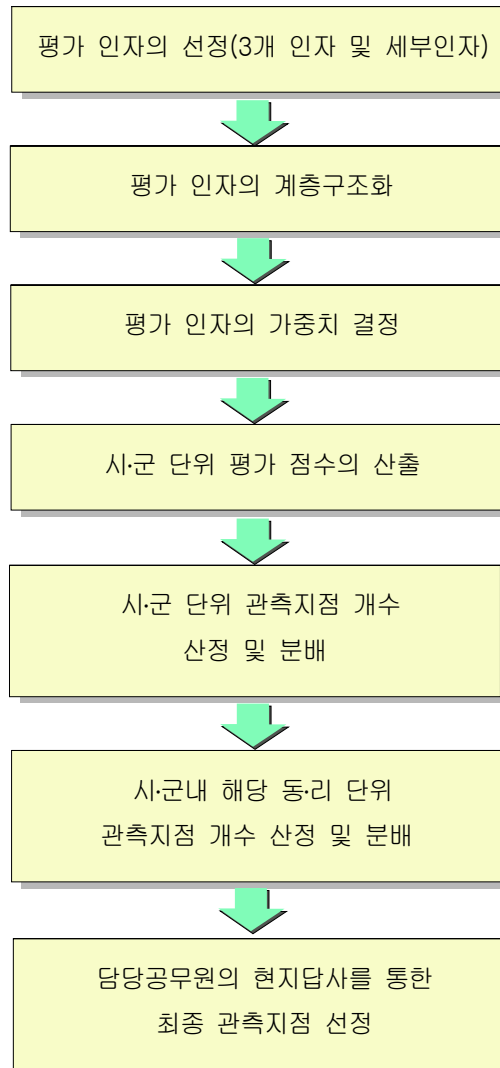 평가 인자의 선정(3개 인자 및 세부인자)
평가 인자의 계층구조화
평가 인자의 가중치 결정
시·군 단위 평가 점수의 산출
시·군 단위 관측지점 개수
산정 및 분배
시·군내 해당 동·리 단위
관측지점 개수 산정 및 분배
담당공무원의 현지답사를 통한
최종 관측지점 선정